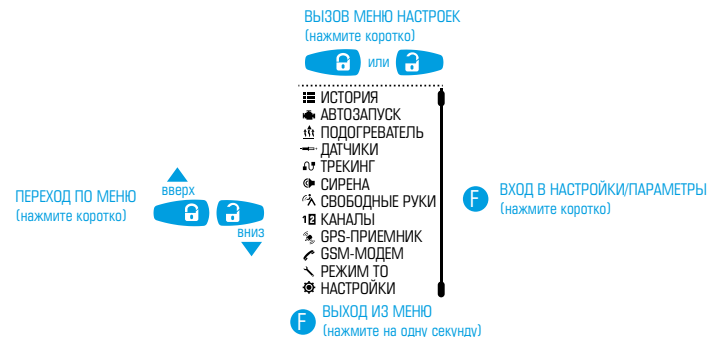 ВЫЗОВ МЕНЮ НАСТРОЕК
(нажмите коротко)
или
ИСТОРИЯ
АВТОЗАПУСК
ПОДОГРЕВАТЕЛЬ
ДАТЧИКИ
ТРЕКИНГ
СИРЕНА
СВОБОДНЫЕ РУКИ
12 КАНАЛЫ
GPS-ПРИЕМНИК
GSM-МОДЕМ
РЕЖИМ ТО
НАСТРОЙКИ
ПЕРЕХОД ПО МЕНЮ
(нажмите коротко)
вверх
вниз
F ВХОД В НАСТРОЙКИ/ПАРАМЕТРЫ
(нажмите коротко)
F ВЫХОД ИЗ МЕНЮ
(нажмите на одну секунду)